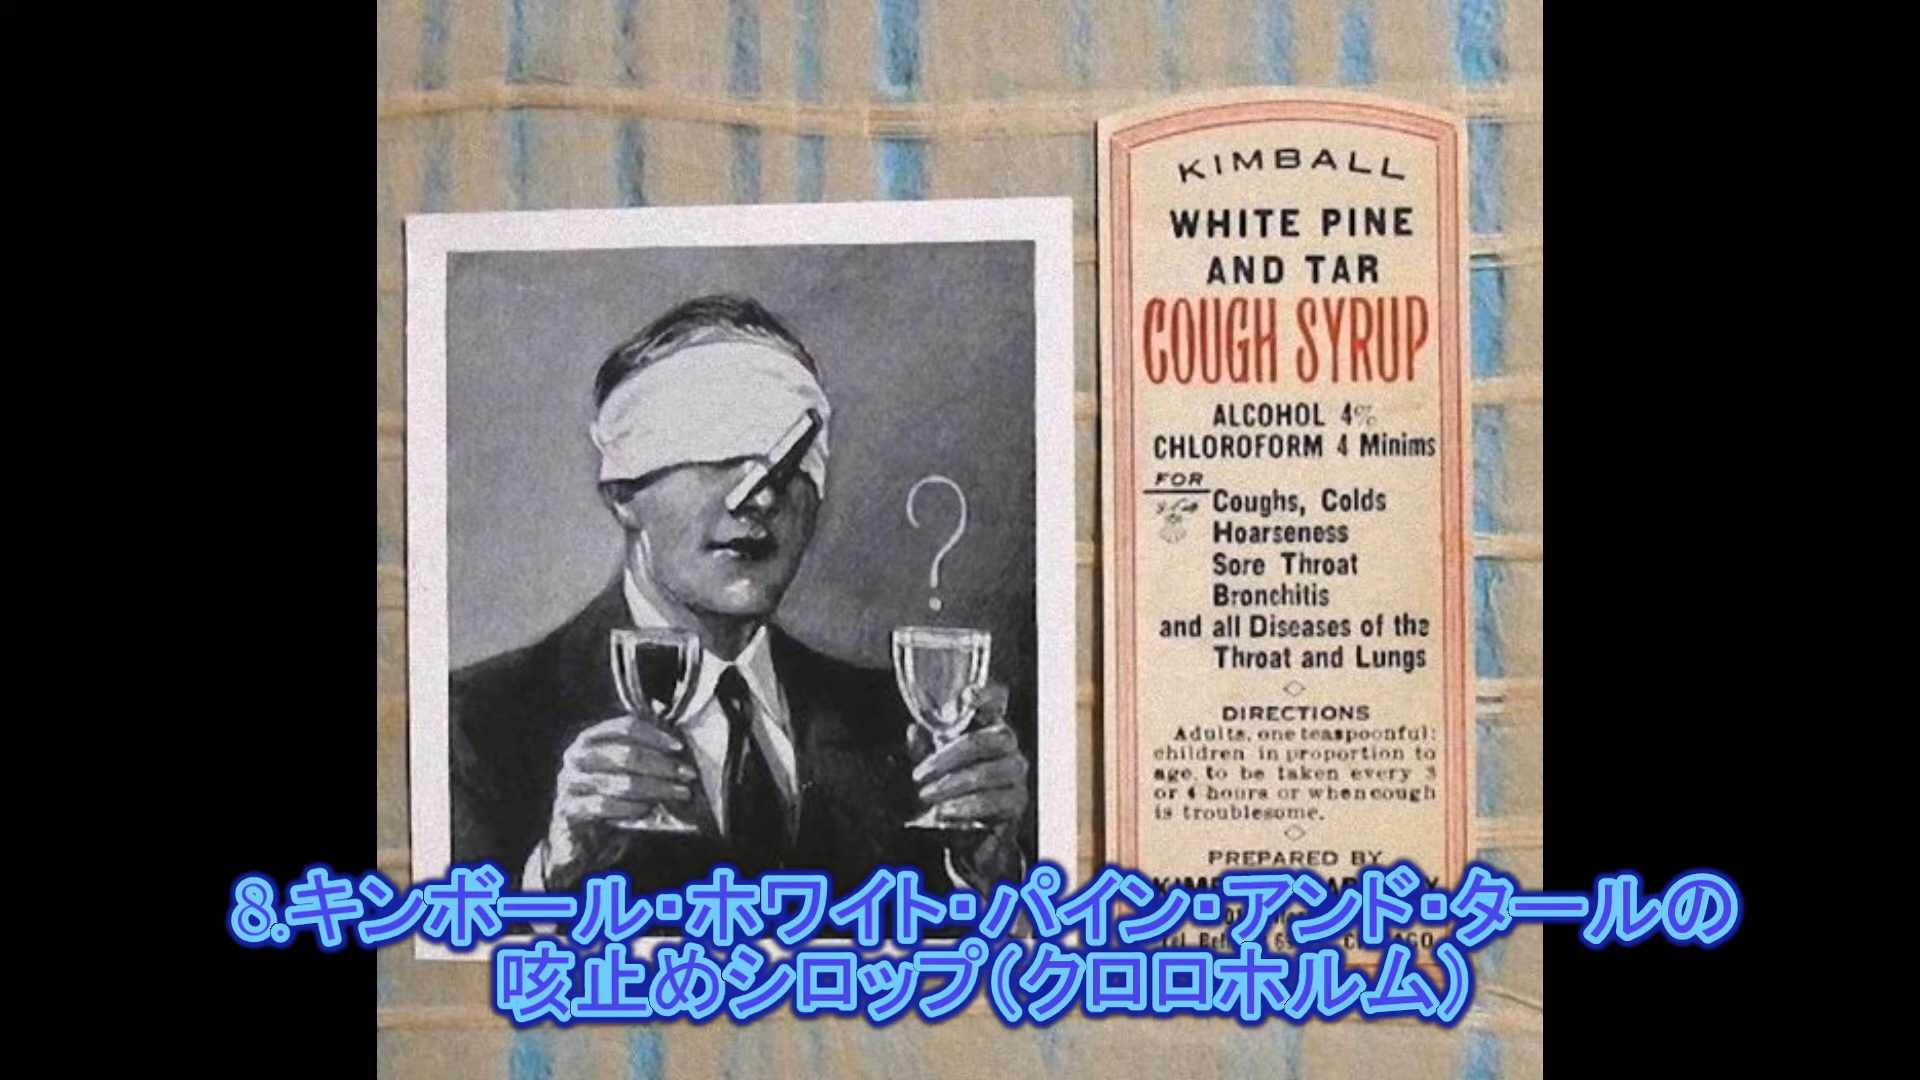 ?
KIMBALL
WHITE PINE
AND TAR
COUGH SYRUP
ALCOHOL 4%
CHLOROFORM 4 Minims
FOR
Coughs, Colds
Hoarseness
Sore Throat
Bronchitis
and all Diseases of the
Throat and Lungs
DIRECTIONS
Adults, one teaspoonful;
children in proportion to
age, to be taken every 3
or 4 hours or when cough
is troublesome.
PREPARED BY
8.キンボール・ホワイト・パイン・アンド・タールの
咳止めシロップ(クロロホルム)